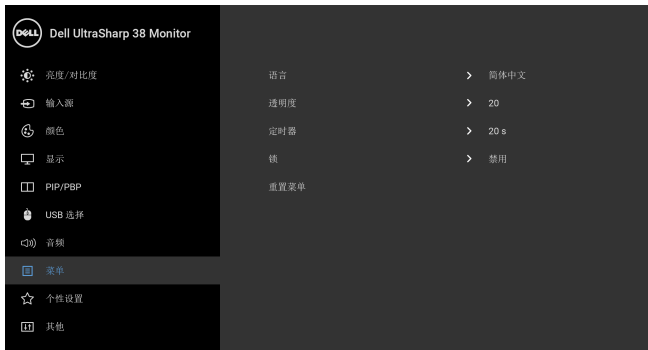 DELL Dell UltraSharp 38 Monitor
亮度/对比度
输入源
颜色
显示
PIP/PBP
USB 选择
音频
菜单
个性设置
其他
语言 简体中文
透明度 20
定时器 20 s
锁 禁用
重置菜单